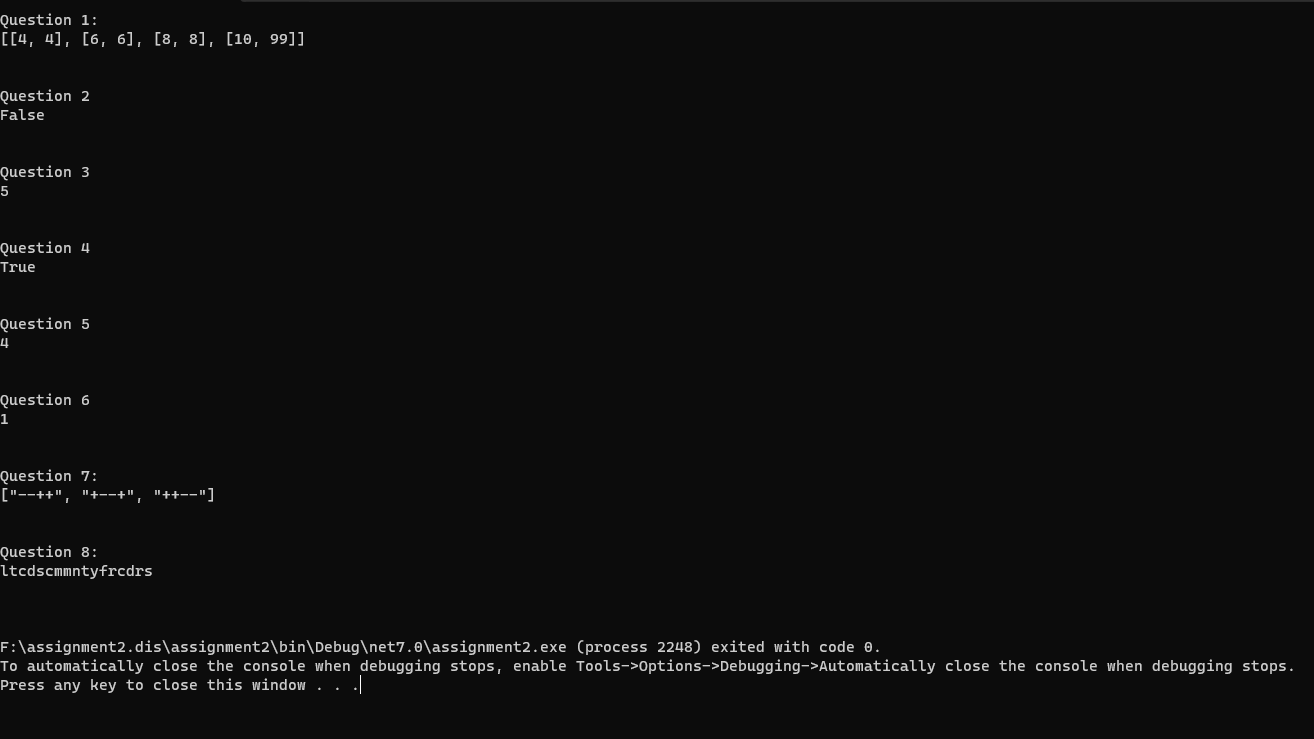 Question 1:
[[4, 4], [6, 6], [8, 8], [10, 99]]
Question 2
False
Question 3
5
Question 4
True
Question 5
4
Question 6
1
Question 7:
["--++", "+--+", "++--"]
Question 8:
ltcdscmmntyfrcdrs
F:\assignment2.dis\assignment2\bin\Debug\net7.0\assignment2.exe (process 2248) exited with code 0.
To automatically close the console when debugging stops, enable Tools->Options->Debugging->Automatically close the console when debugging stops.
Press any key to close this window . . .